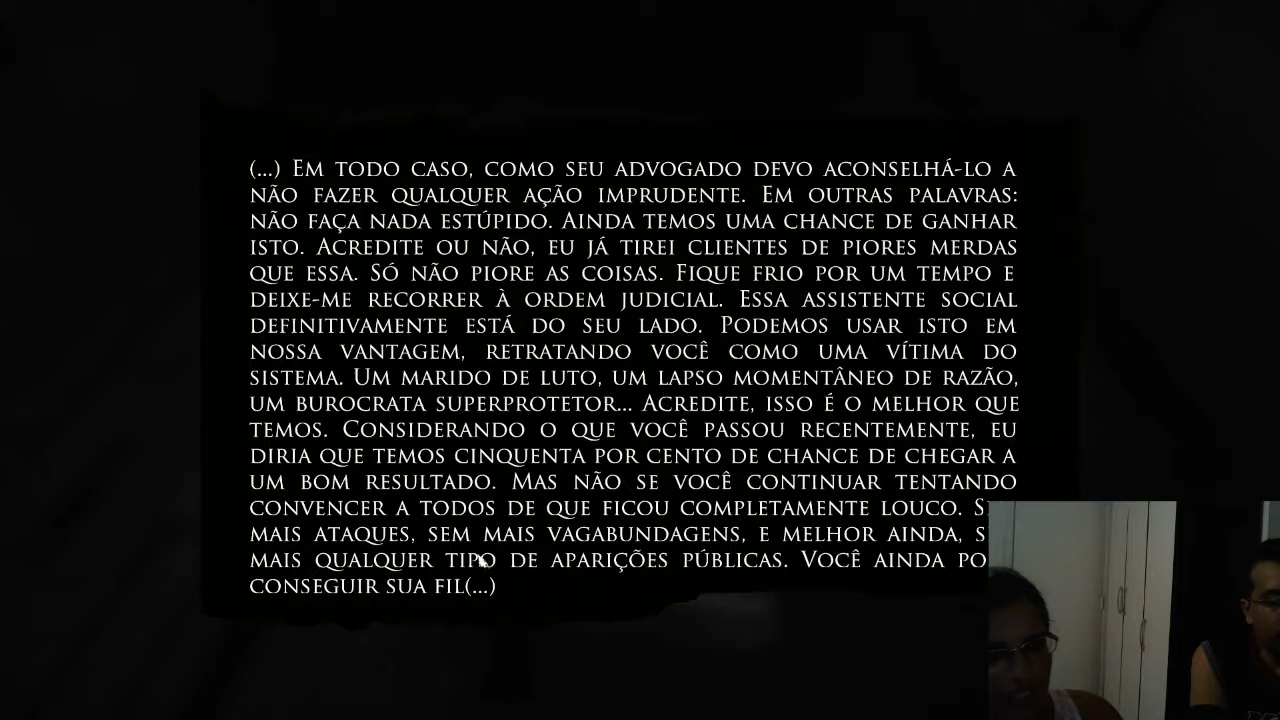 (...) Em todo caso, como seu advogado devo aconselhá-lo a
não fazer qualquer ação imprudente. Em outras palavras:
não faça nada estúpido. Ainda temos uma chance de ganhar
isto. Acredite ou não, eu já tirei clientes de piores merdas
que essa. Só não piore as coisas. Fique frio por um tempo e
deixe-me recorrer à ordem judicial. Essa assistente social
definitivamente está do seu lado. Podemos usar isto em
nossa vantagem, retratando você como uma vítima do
sistema. Um marido de luto, um lapso momentâneo de razão,
um burocrata superprotetor... Acredite, isso é o melhor que
temos. Considerando o que você passou recentemente, eu
diria que temos cinquenta por cento de chance de chegar a
um bom resultado. Mas não se você continuar tentando
convencer a todos de que ficou completamente louco.
mais ataques, sem mais vagabundagens, e melhor ainda,
mais qualquer tipo de aparições públicas. Você ainda
conseguir sua fil(...)